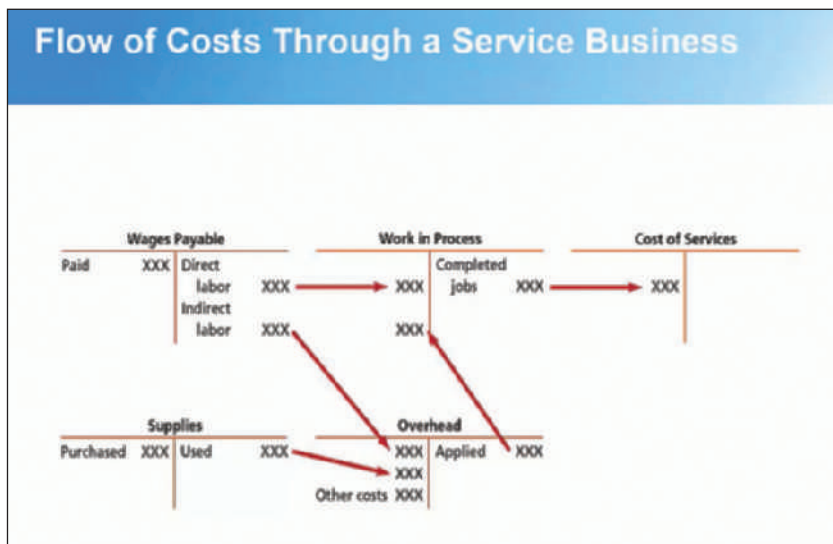 Flow of Costs Through a Service Business
Wages Payable
Work in Process
Cost of Services
Paid XXX Direct
labor XXX
Indirect
labor XXX
XXX
XXX
Completed
jobs XXX
XXX
Supplies
Overhead
Purchased XXX Used XXX
XXX Applied XXX
XXX
Other costs XXX